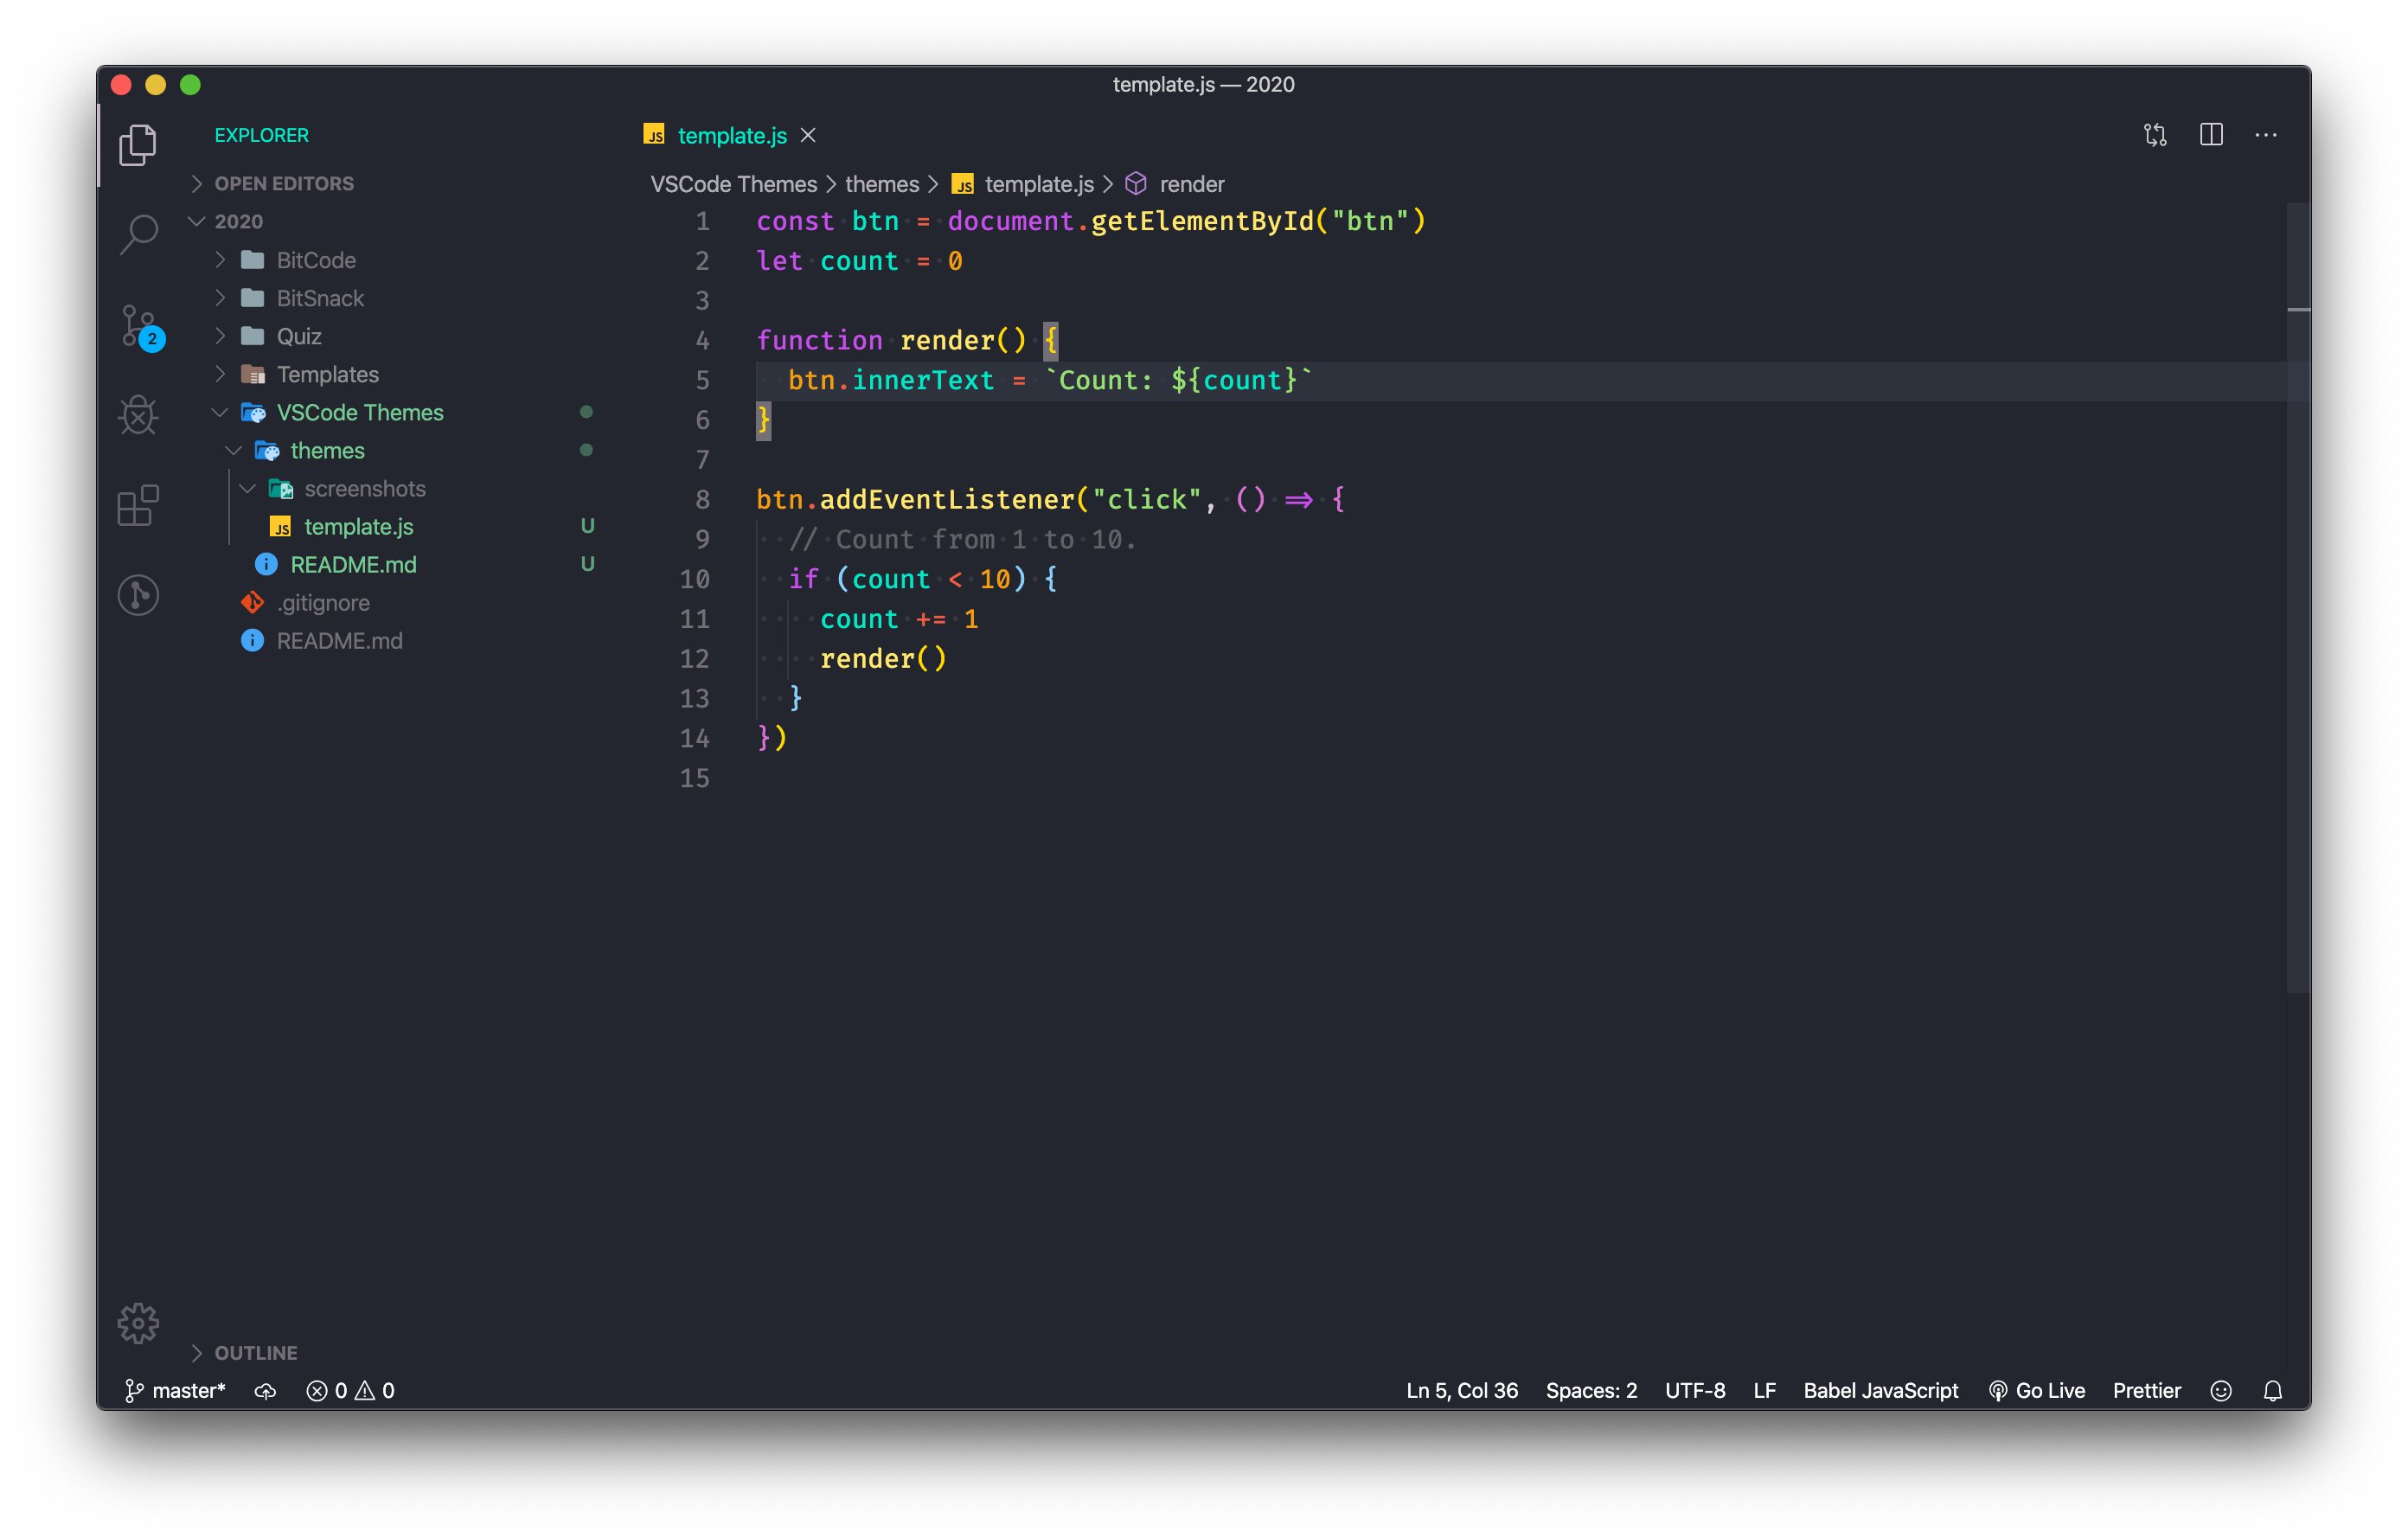 template.js — 2020
EXPLORER
OPEN EDITORS
2020
BitCode
BitSnack
Quiz
Templates
VSCode Themes
themes
screenshots
JS template.js U
README.md U
.gitignore
README.md
OUTLINE
2
JS template.js
VSCode Themes > themes > JS template.js > render
1 const btn = document.getElementById("btn")
2 let count = 0
3
4 function render() {
5   btn.innerText = `Count: ${count}`
6 }
7
8 btn.addEventListener("click", () => {
9   // Count from 1 to 10.
10   if (count < 10) {
11     count += 1
12     render()
13   }
14 })
15
master* 0 0 Ln 5, Col 36 Spaces: 2 UTF-8 LF Babel JavaScript Go Live Prettier